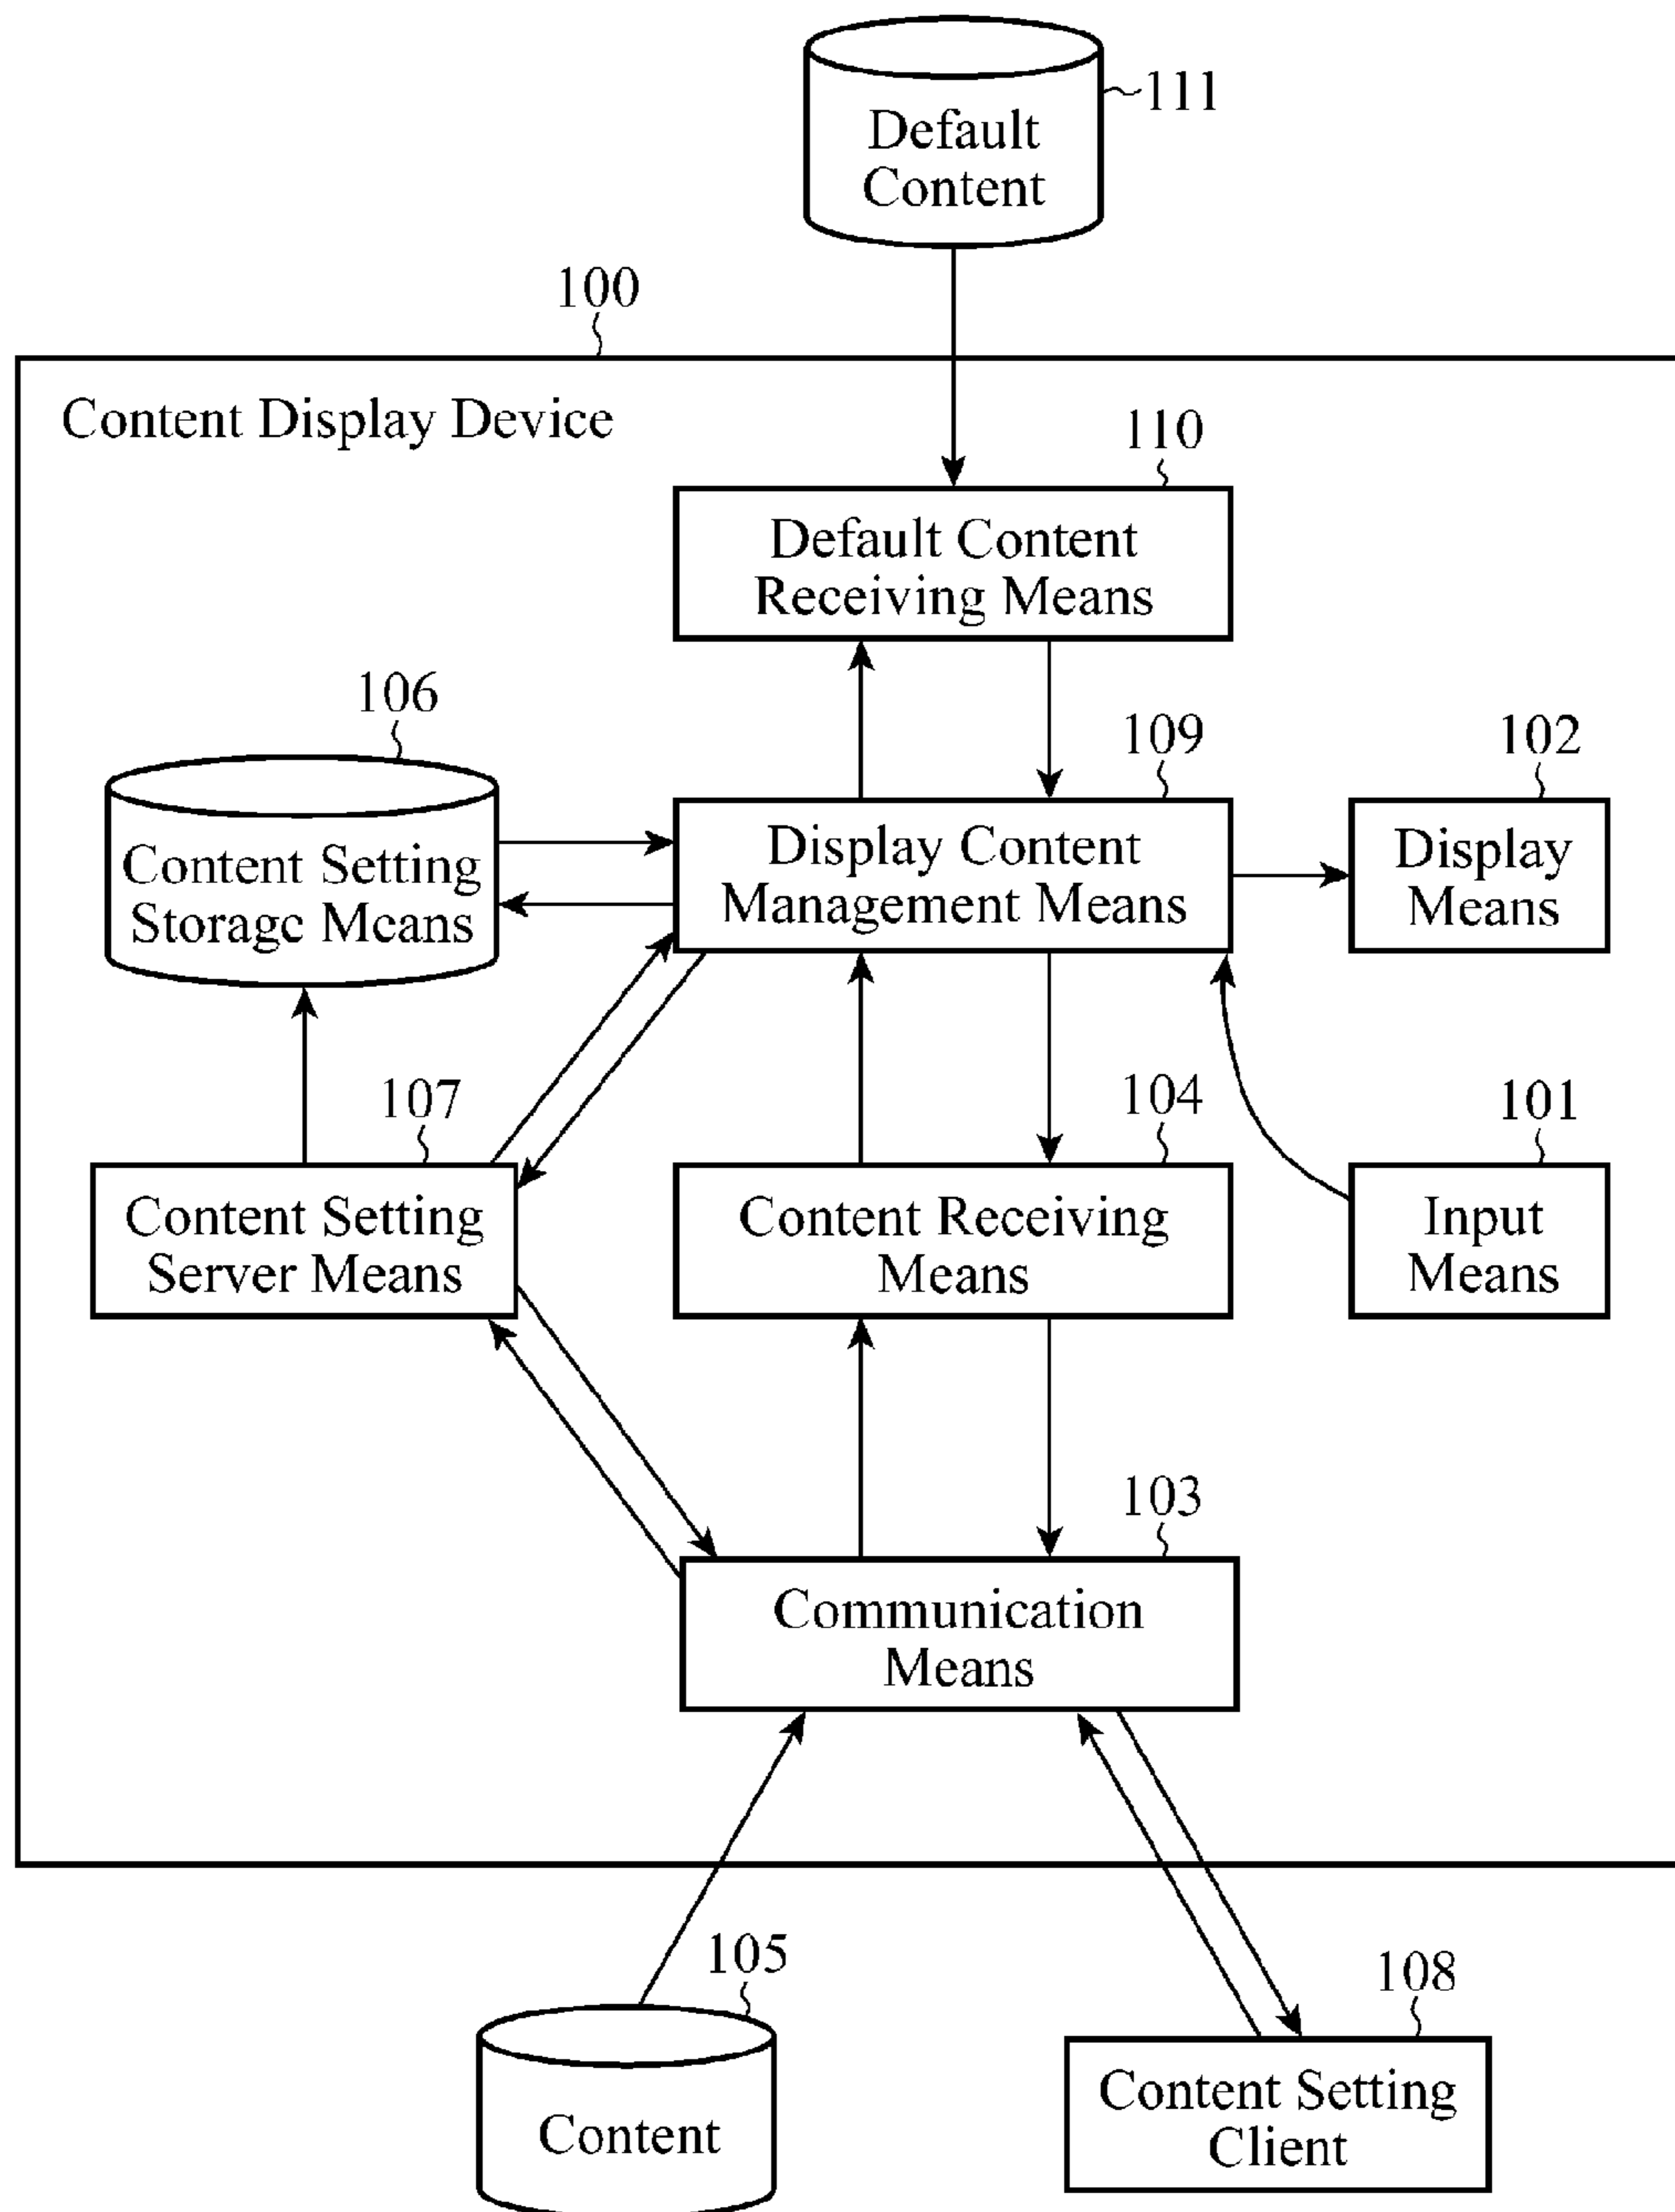 111
Default
Content
100
Content Display Device
110
Default Content
Receiving Means
106
109
102
Content Setting
Storage Means
Display Content
Management Means
Display
Means
107
104
101
Content Setting
Server Means
Content Receiving
Means
Input
Means
103
Communication
Means
105
108
Content
Content Setting
Client